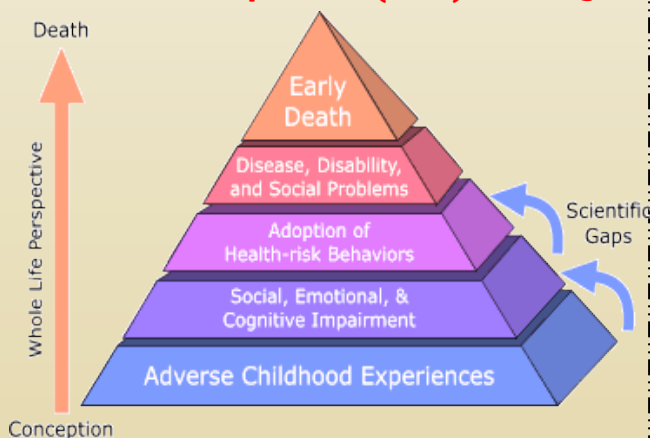 Death
Early
Death
Disease, Disability,
and Social Problems
Adoption of
Health-risk Behaviors
Social, Emotional, &
Cognitive Impairment
Adverse Childhood Experiences
Scientific
Gaps
Whole Life Perspective
Conception